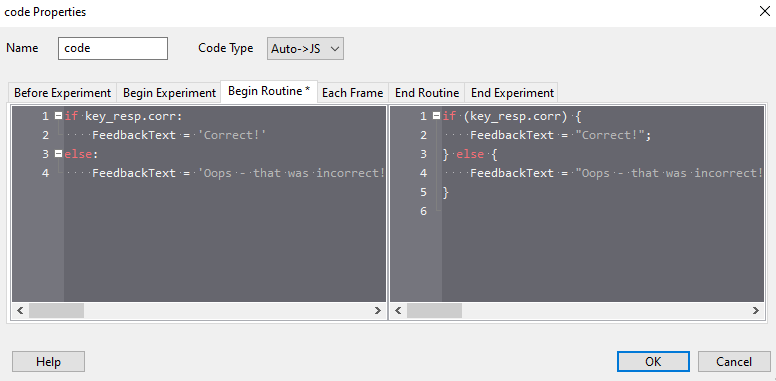 code Properties
Name code Code Type Auto->JS
Before Experiment Begin Experiment Begin Routine * Each Frame End Routine End Experiment
1 if key_resp.corr:
2 FeedbackText = 'Correct!'
3 else:
4 FeedbackText = 'Oops - that was incorrect!
1 if (key_resp.corr) {
2 FeedbackText = "Correct!";
3 } else {
4 FeedbackText = "Oops - that was incorrect!
5 }
6
Help OK Cancel